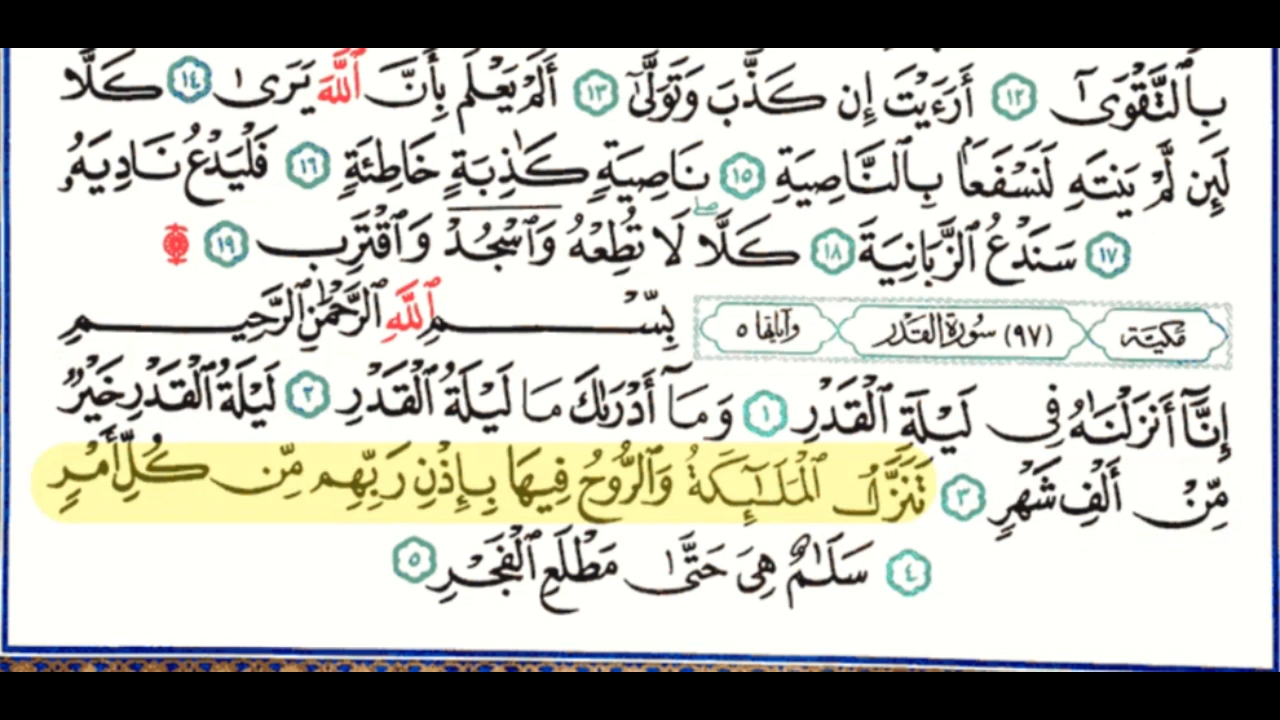 بِٱلتَّقْوَىٰٓ ١٢ أَرَءَيْتَ إِن كَذَّبَ وَتَوَلَّىٰٓ ١٣ أَلَمْ يَعْلَم بِأَنَّ ٱللَّهَ يَرَىٰ ١٤ كَلَّا
لَئِن لَّمْ يَنتَهِ لَنَسْفَعًۢا بِٱلنَّاصِيَةِ ١٥ نَاصِيَةٍ كَٰذِبَةٍ خَاطِئَةٍ ١٦ فَلْيَدْعُ نَادِيَهُۥ
١٧ سَنَدْعُ ٱلزَّبَانِيَةَ ١٨ كَلَّا لَا تُطِعْهُ وَٱسْجُدْ وَٱقْتَرِب ١٩
مكيّة (٩٧) سورة القدر وآياتها ٥ بِسْمِ ٱللَّهِ ٱلرَّحْمَٰنِ ٱلرَّحِيمِ
إِنَّآ أَنزَلْنَٰهُ فِى لَيْلَةِ ٱلْقَدْرِ ١ وَمَآ أَدْرَىٰكَ مَا لَيْلَةُ ٱلْقَدْرِ ٢ لَيْلَةُ ٱلْقَدْرِ خَيْرٌ
مِّنْ أَلْفِ شَهْرٍ ٣ تَنَزَّلُ ٱلْمَلَٰٓئِكَةُ وَٱلرُّوحُ فِيهَا بِإِذْنِ رَبِّهِم مِّن كُلِّ أَمْرٍ
٤ سَلَٰمٌ هِىَ حَتَّىٰ مَطْلَعِ ٱلْفَجْرِ ٥